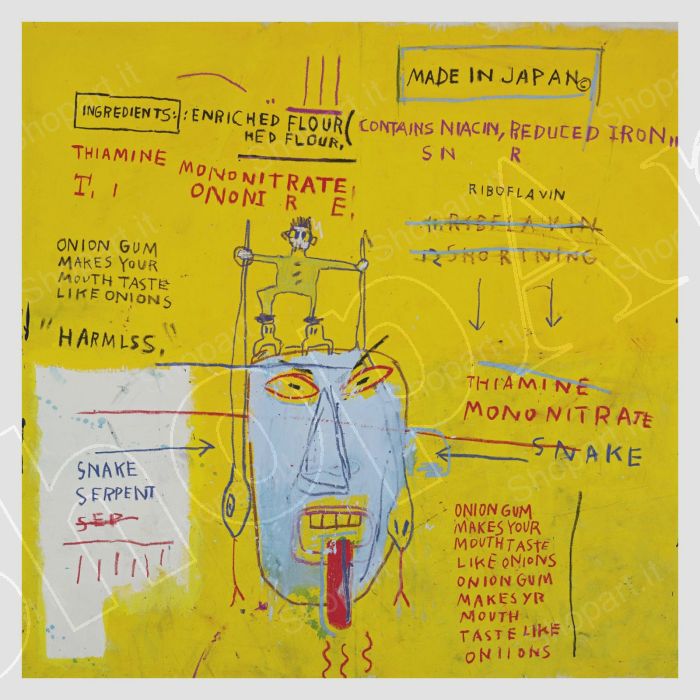 MADE IN JAPAN©
INGREDIENTS: : ENRICHED FLOUR (
HED FLOUR,
CONTAINS NIACIN, REDUCED IRON,,
S N R
THIAMINE
MONONITRATE,
I, I
ONONI R E,
RIBOFLAVIN
RIBFLAVIN
SHORTNING
ONION GUM
MAKES YOUR
MOUTH TASTE
LIKE ONIONS
"HARMLSS,"
THIAMINE
MONONITRATE
SNAKE
SNAKE
SERPENT
SEP
ONION GUM
MAKES YOUR
MOUTH TASTE
LIKE ONIONS
ONION GUM
MAKES YR
MOUTH
TASTE LIKE
ONIIONS
Shopart.it